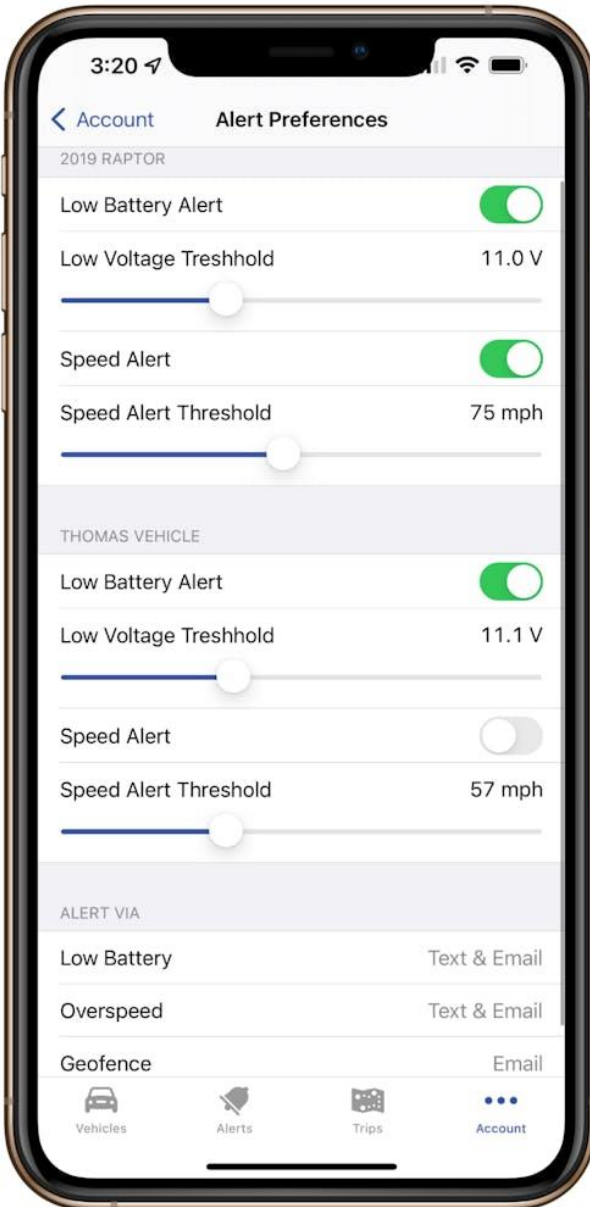 3:20
Account
Alert Preferences
2019 RAPTOR
Low Battery Alert
Low Voltage Treshhold 11.0 V
Speed Alert
Speed Alert Threshold 75 mph
THOMAS VEHICLE
Low Battery Alert
Low Voltage Treshhold 11.1 V
Speed Alert
Speed Alert Threshold 57 mph
ALERT VIA
Low Battery Text & Email
Overspeed Text & Email
Geofence Email
Vehicles Alerts Trips Account